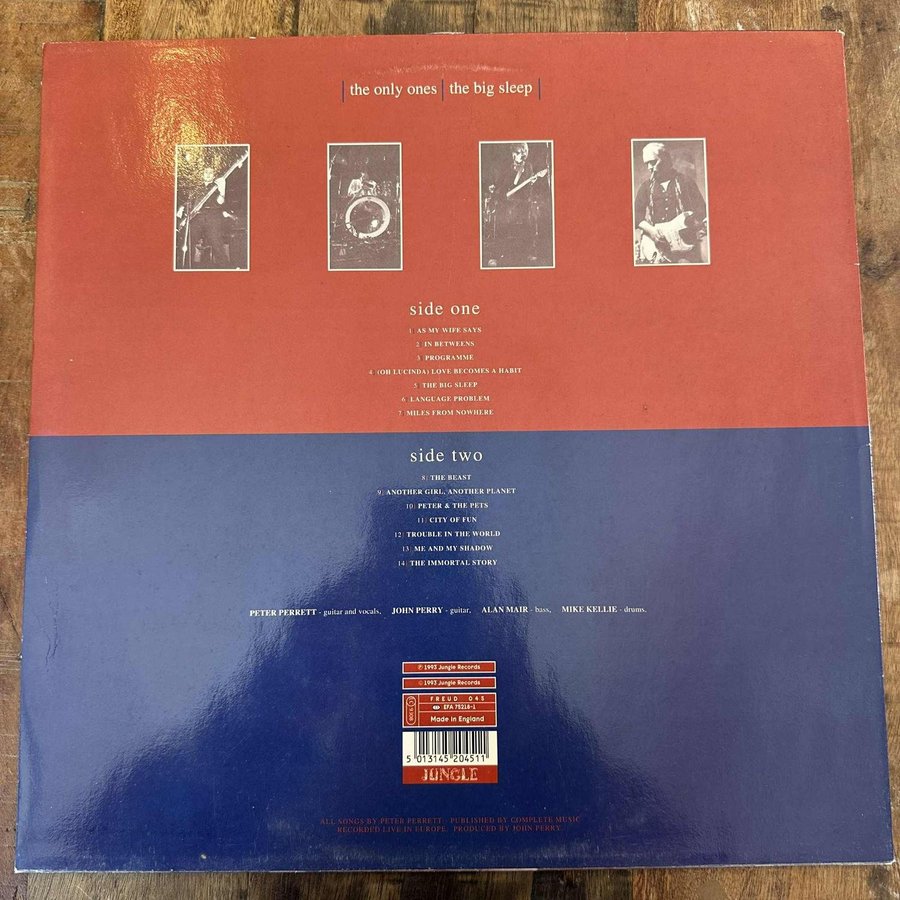 | the only ones | the big sleep |
side one
1| AS MY WIFE SAYS
2| IN BETWEENS
3| PROGRAMME
4| (OH LUCINDA) LOVE BECOMES A HABIT
5| THE BIG SLEEP
6| LANGUAGE PROBLEM
7| MILES FROM NOWHERE
side two
8| THE BEAST
9| ANOTHER GIRL, ANOTHER PLANET
10| PETER & THE PETS
11| CITY OF FUN
12| TROUBLE IN THE WORLD
13| ME AND MY SHADOW
14| THE IMMORTAL STORY
PETER PERRETT - guitar and vocals, JOHN PERRY - guitar, ALAN MAIR - bass, MIKE KELLIE - drums.
℗ 1993 Jungle Records
© 1993 Jungle Records
FREUD 045
EFA 75216-1
Made in England
5 013145 204511
JUNGLE
ALL SONGS BY PETER PERRETT. PUBLISHED BY COMPLETE MUSIC
RECORDED LIVE IN EUROPE. PRODUCED BY JOHN PERRY.